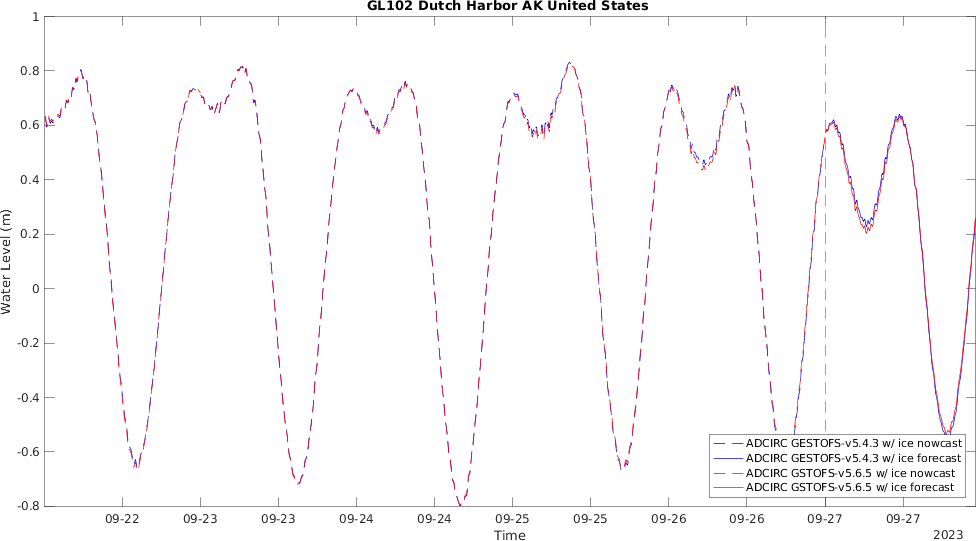 GL102 Dutch Harbor AK United States
1
0.8
0.6
0.4
0.2
0
-0.2
-0.4
-0.6
-0.8
Water Level (m)
ADCIRC GESTOFS-v5.4.3 w/ ice nowcast
ADCIRC GESTOFS-v5.4.3 w/ ice forecast
ADCIRC GSTOFS-v5.6.5 w/ ice nowcast
ADCIRC GSTOFS-v5.6.5 w/ ice forecast
09-22 09-23 09-23 09-24 09-24 09-25 09-25 09-26 09-26 09-27 09-27
Time
2023